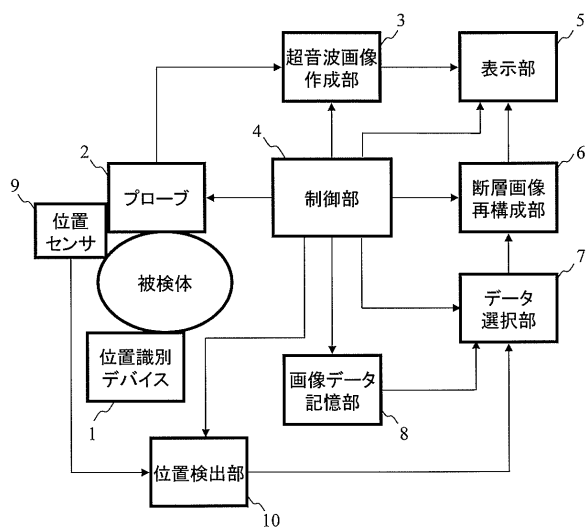 3
超音波画像
作成部
5
表示部
4
制御部
2
プローブ
6
断層画像
再構成部
9
位置
センサ
被検体
7
データ
選択部
位置識別
デバイス
1
画像データ
記憶部
8
位置検出部
10